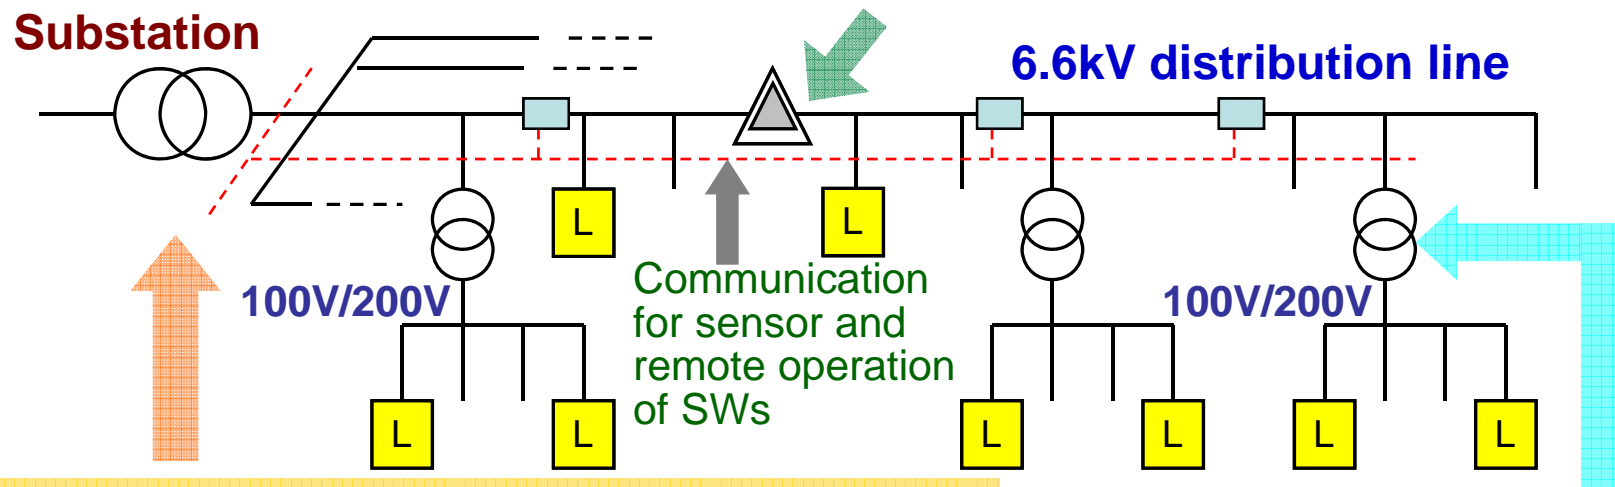 Substation
6.6kV distribution line
L
L
100V/200V
Communication
for sensor and
remote operation
of SWs
100V/200V
L
L
L
L
L
L